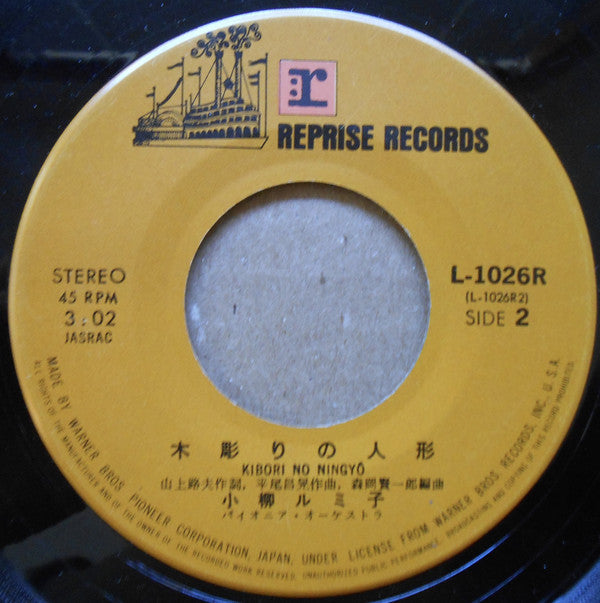 r
REPRISE RECORDS
STEREO
45 RPM
3:02
JASRAC
L-1026R
(L-1026R2)
SIDE 2
木彫りの人形
KIBORI NO NINGYŌ
山上路夫作詞, 平尾昌晃作曲, 森岡賢一郎編曲
小柳ルミ子
パイオニア・オーケストラ
MADE BY WARNER BROS. PIONEER CORPORATION, JAPAN, UNDER LICENSE FROM WARNER BROS. RECORDS, INC., U.S.A.
ALL RIGHTS OF THE MANUFACTURER AND OF THE OWNER OF THE RECORDED WORK RESERVED. UNAUTHORIZED PUBLIC PERFORMANCE, BROADCASTING AND COPYING OF THIS RECORD PROHIBITED